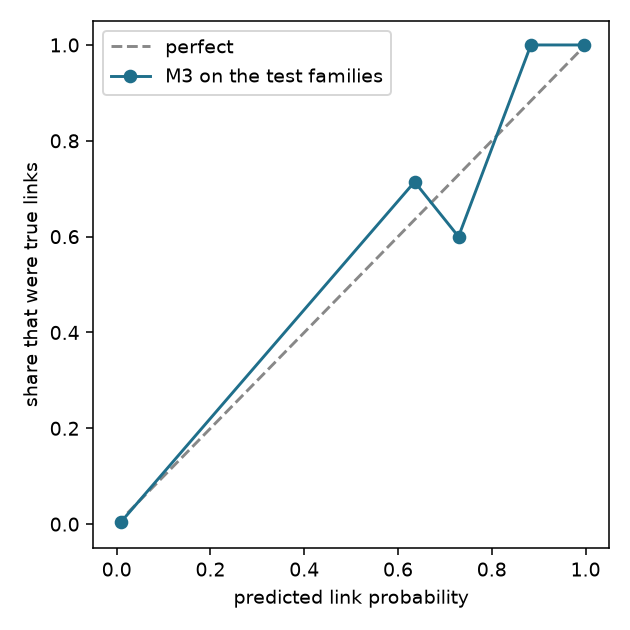 perfect
M3 on the test families
share that were true links
1.0
0.8
0.6
0.4
0.2
0.0
0.0 0.2 0.4 0.6 0.8 1.0
predicted link probability